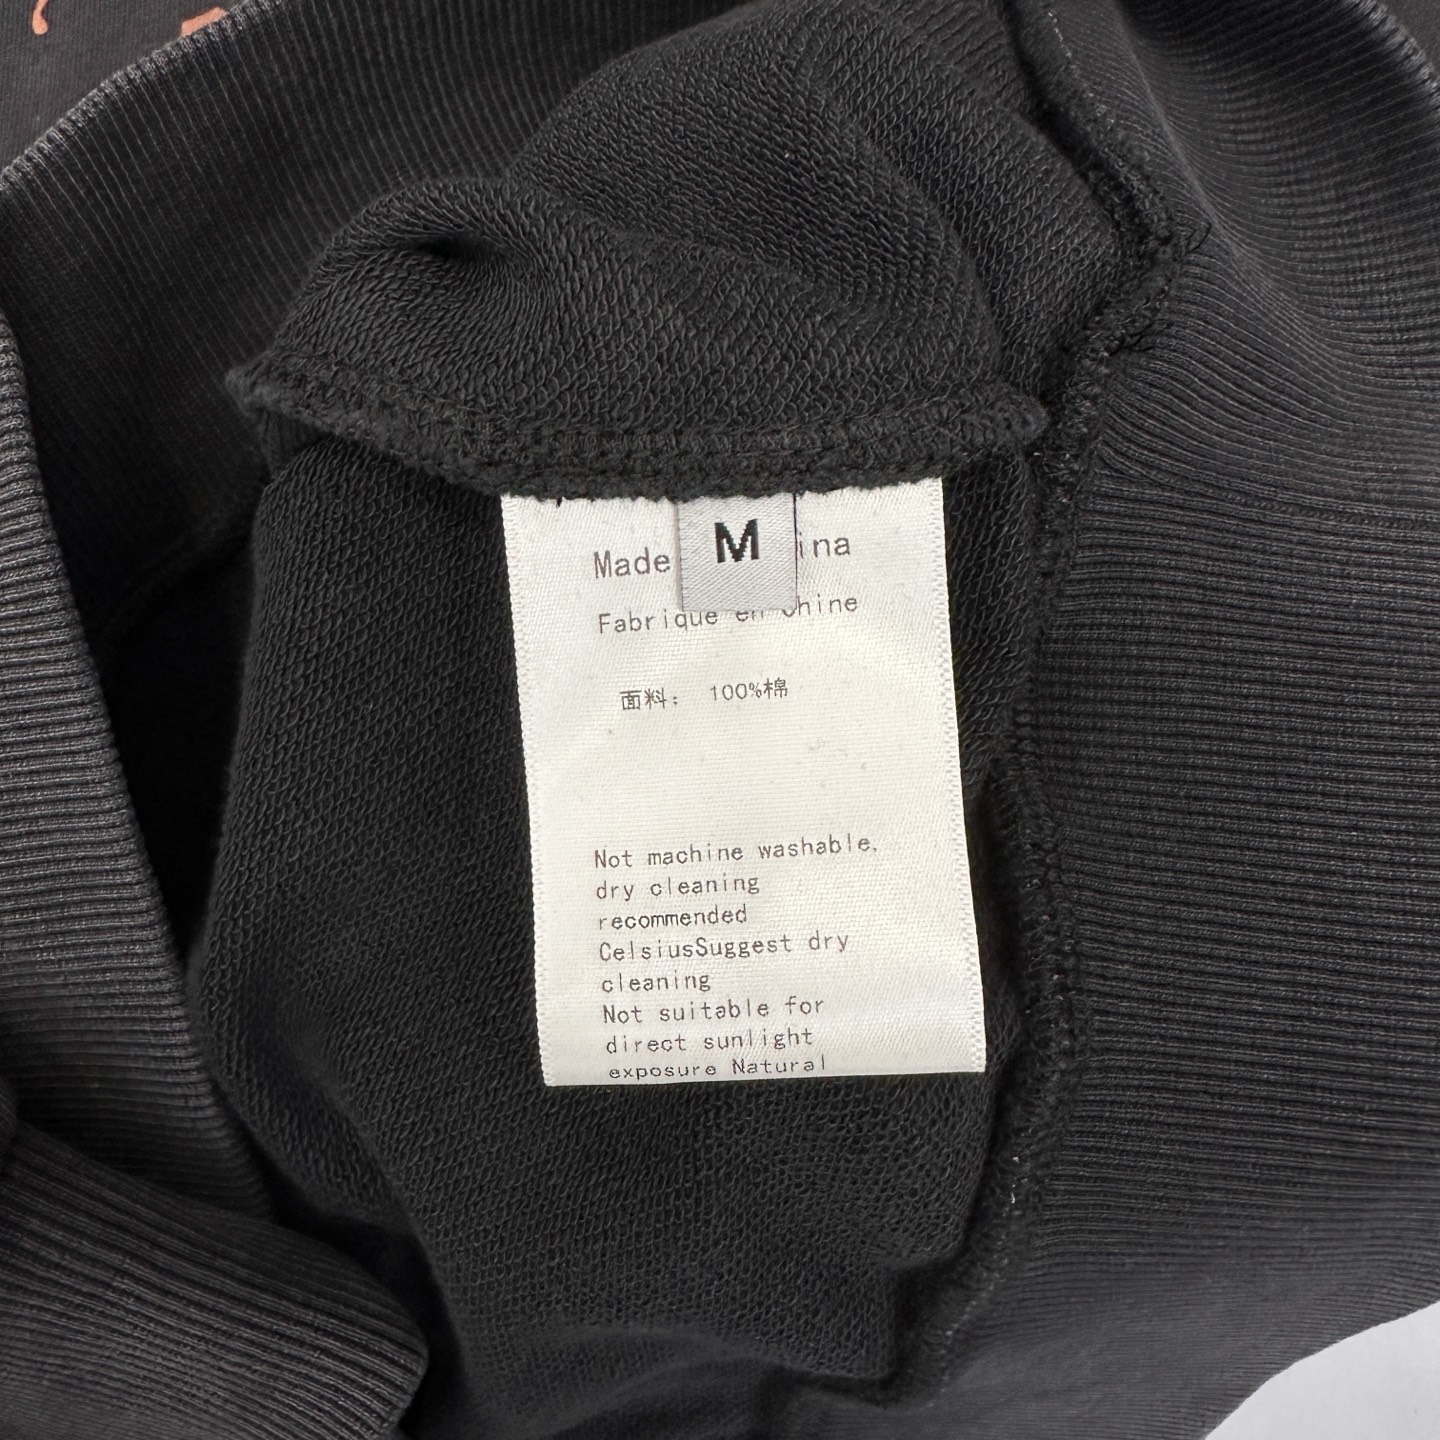 M
Made ina
Fabrique en Chine
面料： 100%棉
Not machine washable,
dry cleaning
recommended
CelsiusSuggest dry
cleaning
Not suitable for
direct sunlight
exposure Natural